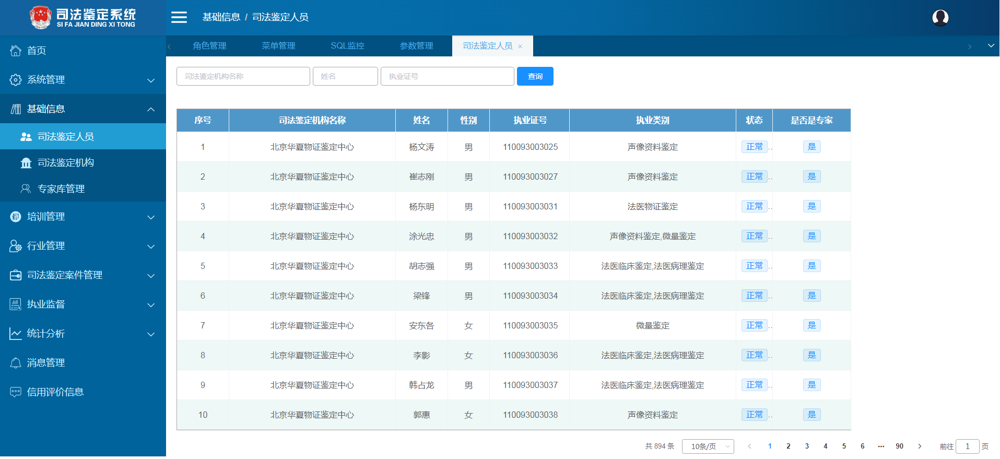 司法鉴定系统
SI FA JIAN DING XI TONG
基础信息 / 司法鉴定人员
首页
系统管理
基础信息
司法鉴定人员
司法鉴定机构
专家库管理
培训管理
行业管理
司法鉴定案件管理
执业监督
统计分析
消息管理
信用评价信息
角色管理 菜单管理 SQL监控 参数管理 司法鉴定人员 ×
司法鉴定机构名称 姓名 执业证号 查询
序号 司法鉴定机构名称 姓名 性别 执业证号 执业类别 状态 是否是专家
1 北京华夏物证鉴定中心 杨文涛 男 110093003025 声像资料鉴定 正常.. 是
2 北京华夏物证鉴定中心 崔志刚 男 110093003027 声像资料鉴定 正常.. 是
3 北京华夏物证鉴定中心 杨东明 男 110093003031 法医物证鉴定 正常.. 是
4 北京华夏物证鉴定中心 涂光忠 男 110093003032 声像资料鉴定,微量鉴定 正常.. 是
5 北京华夏物证鉴定中心 胡志强 男 110093003033 法医临床鉴定,法医病理鉴定 正常.. 是
6 北京华夏物证鉴定中心 梁锋 男 110093003034 法医临床鉴定,法医病理鉴定 正常.. 是
7 北京华夏物证鉴定中心 安东各 女 110093003035 微量鉴定 正常.. 是
8 北京华夏物证鉴定中心 李影 女 110093003036 法医临床鉴定,法医病理鉴定 正常.. 是
9 北京华夏物证鉴定中心 韩占龙 男 110093003037 法医临床鉴定,法医病理鉴定 正常.. 是
10 北京华夏物证鉴定中心 郭惠 女 110093003038 声像资料鉴定 正常.. 是
共 894 条 10条/页 1 2 3 4 5 6 ··· 90 前往 1 页